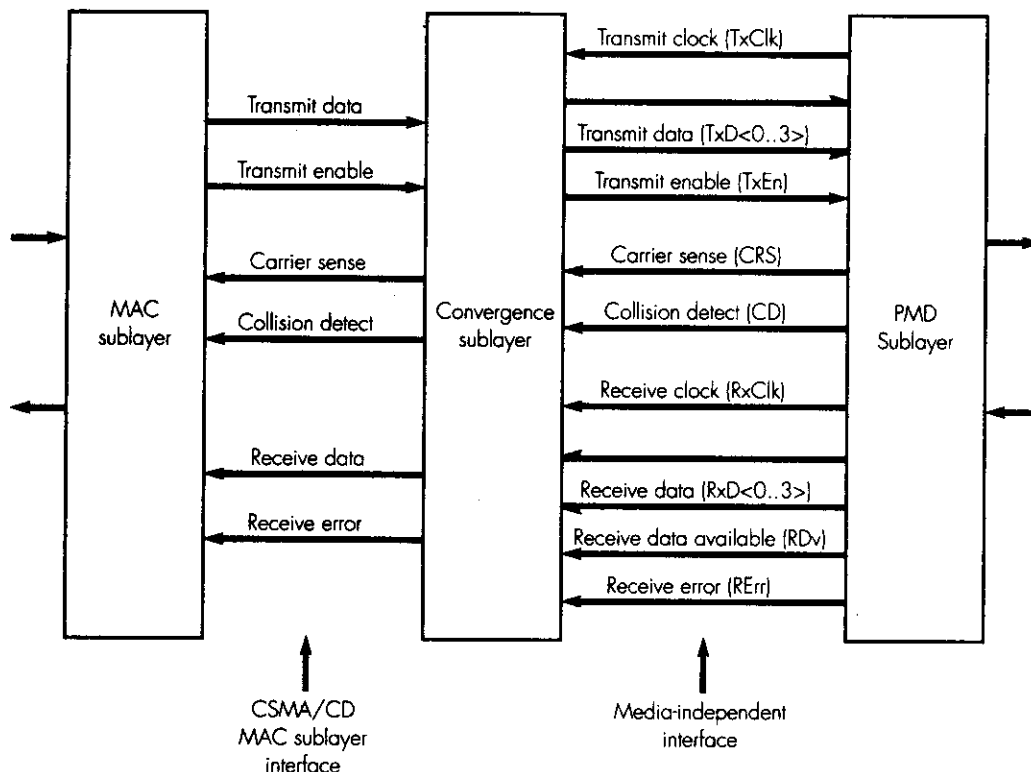 Transmit clock (TxClk)
Transmit data
Transmit data (TxD<0..3>)
Transmit enable
Transmit enable (TxEn)
Carrier sense
Carrier sense (CRS)
MAC
sublayer
Collision detect
Convergence
sublayer
Collision detect (CD)
PMD
Sublayer
Receive clock (RxClk)
Receive data
Receive data (RxD<0..3>)
Receive error
Receive data available (RDv)
Receive error (RErr)
CSMA/CD
MAC sublayer
interface
Media-independent
interface